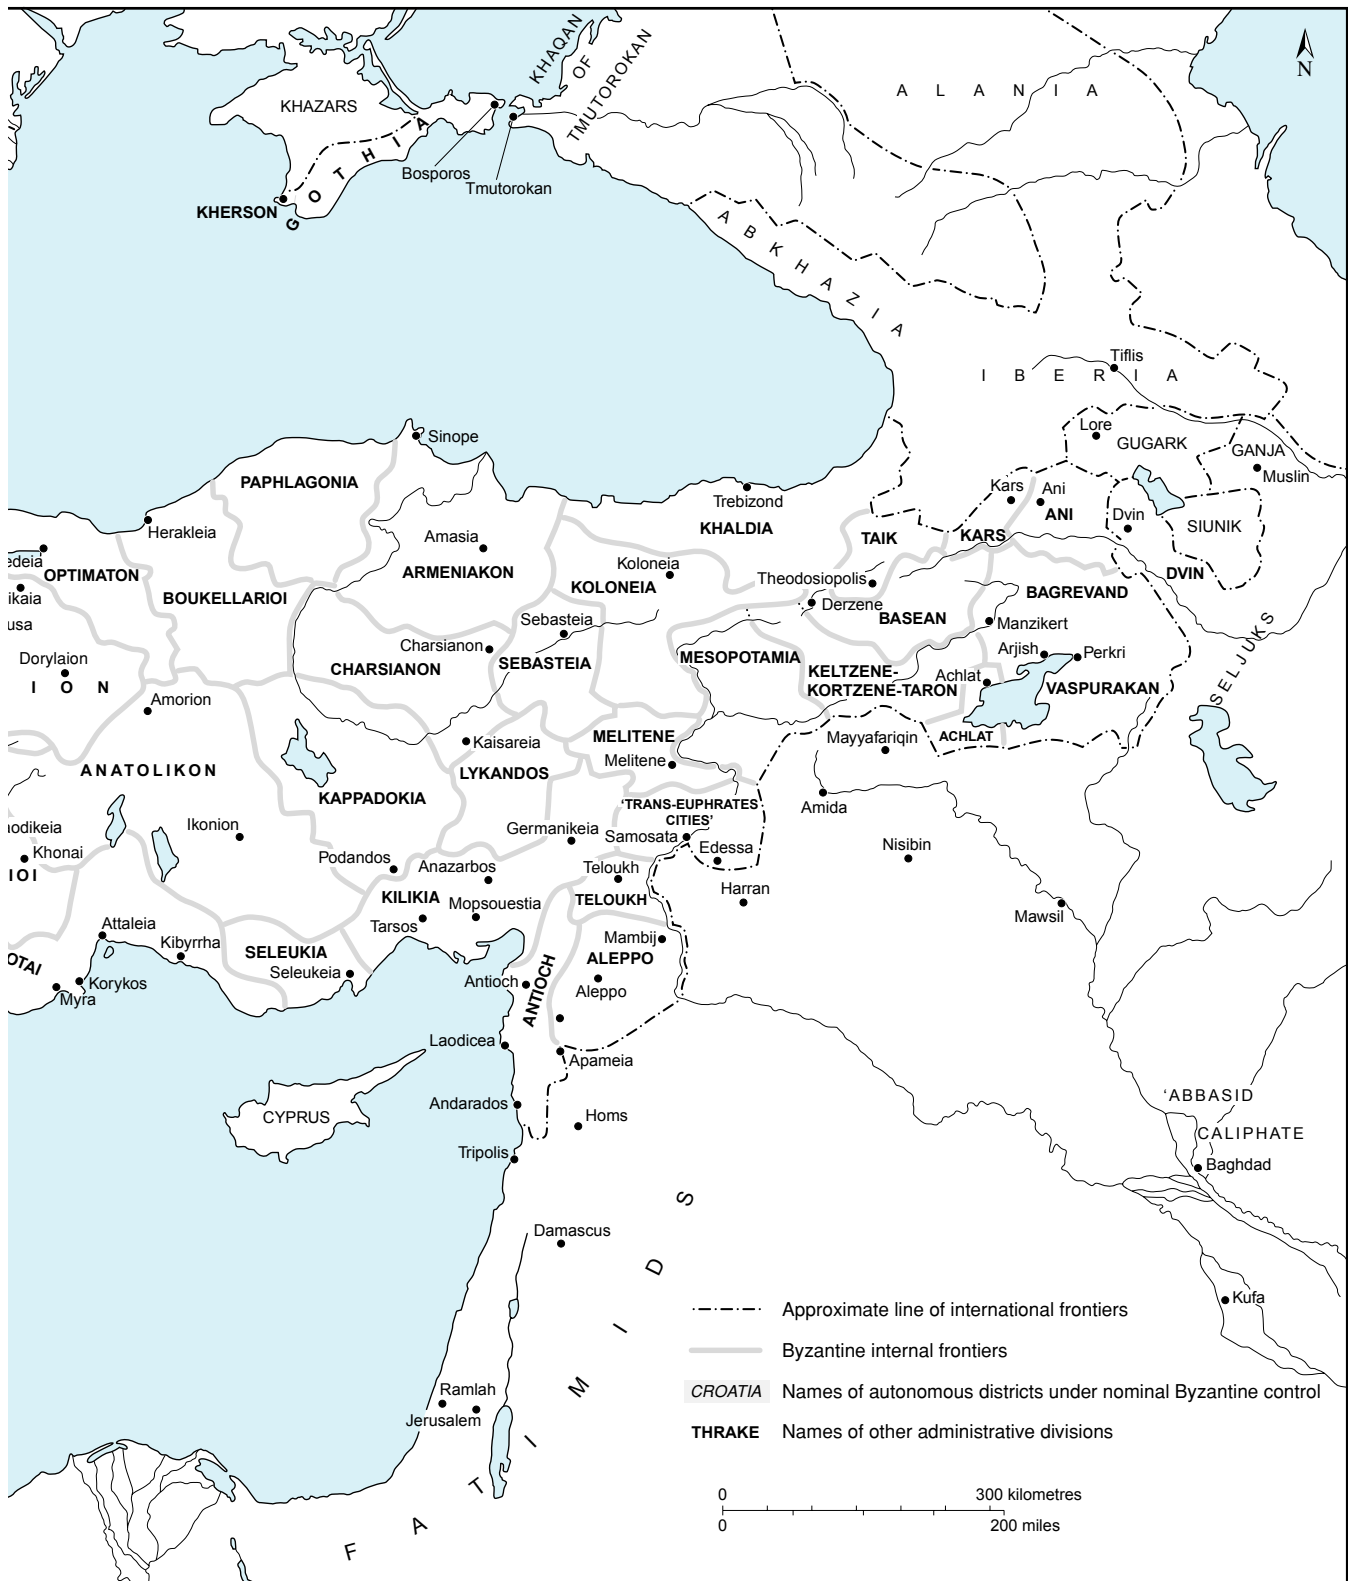 KHAQAN
OF
TMUTOROKAN
A L A N I A
N
KHAZARS
GOTHIA
Bosporos
Tmutorokan
KHERSON
ABKHAZIA
Tiflis
I B E R I A
Lore
GUGARK
GANJA
Muslin
Sinope
PAPHLAGONIA
Trebizond
Kars
Ani
ANI
Herakleia
KHALDIA
Dvin
SIUNIK
Amasia
TAIK
KARS
edeia
OPTIMATON
ARMENIAKON
Koloneia
KOLONEIA
Theodosiopolis
DVIN
ikaia
BOUKELLARIOI
Derzene
BASEAN
BAGREVAND
usa
Sebasteia
Manzikert
Dorylaion
I O N
Charsianon
CHARSIANON
SEBASTEIA
MESOPOTAMIA
Arjish
Perkri
SELJUKS
KELTZENE-
KORTZENE-TARON
Achlat
VASPURAKAN
Amorion
MELITENE
Mayyafariqin
ACHLAT
Kaisareia
Melitene
ANATOLIKON
LYKANDOS
KAPPADOKIA
'TRANS-EUPHRATES
CITIES'
Amida
aodikeia
Ikonion
Germanikeia
Samosata
Edessa
Nisibin
Khonai
IOI
Podandos
Anazarbos
Teloukh
TELOUKH
Harran
KILIKIA
Mopsouestia
Tarsos
Mawsil
Attaleia
Kibyrrha
SELEUKIA
Seleukeia
Mambij
ALEPPO
OTAI
Korykos
Myra
Antioch
ANTIOCH
Aleppo
Laodicea
Apameia
'ABBASID
CALIPHATE
Andarados
Homs
CYPRUS
Tripolis
Baghdad
Damascus
FATIMIDS
Kufa
Approximate line of international frontiers
Byzantine internal frontiers
CROATIA Names of autonomous districts under nominal Byzantine control
THRAKE Names of other administrative divisions
Ramlah
Jerusalem
0 300 kilometres
0 200 miles